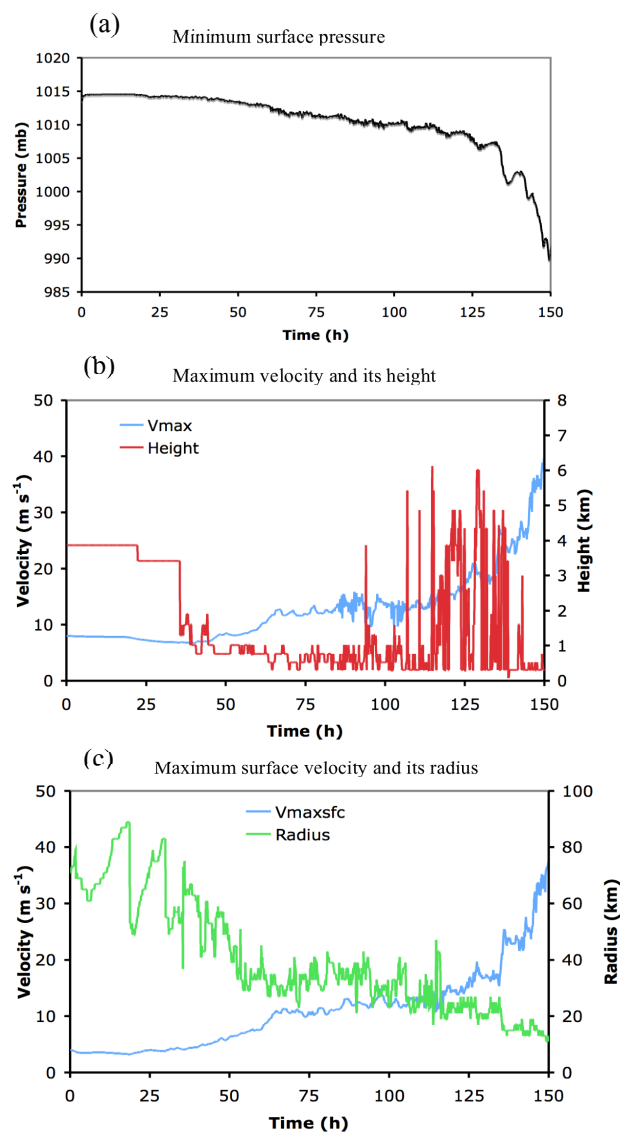 (a)
Minimum surface pressure
1020
1015
1010
1005
1000
995
990
985
Pressure (mb)
0 25 50 75 100 125 150
Time (h)
(b)
Maximum velocity and its height
50
40
30
20
10
0
Velocity (m s⁻¹)
Vmax
Height
8
7
6
5
4
3
2
1
0
Height (km)
0 25 50 75 100 125 150
Time (h)
(c)
Maximum surface velocity and its radius
50
40
30
20
10
0
Velocity (m s⁻¹)
Vmaxsfc
Radius
100
80
60
40
20
0
Radius (km)
0 25 50 75 100 125 150
Time (h)